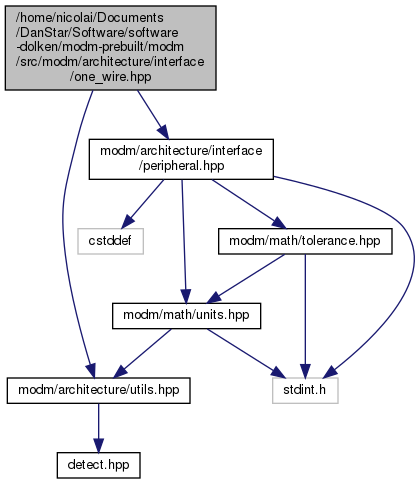 /home/nicolai/Documents
/DanStar/Software/software
-dolken/modm-prebuilt/modm
/src/modm/architecture/interface
/one_wire.hpp
modm/architecture/interface
/peripheral.hpp
cstddef
modm/math/tolerance.hpp
modm/math/units.hpp
modm/architecture/utils.hpp
stdint.h
detect.hpp